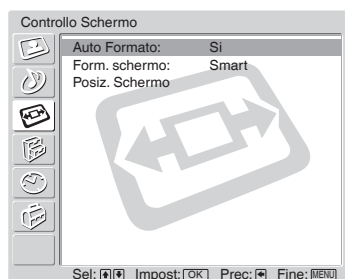 Controllo Schermo
Auto Formato: Si
Form. schermo: Smart
Posiz. Schermo
Sel: Impost: OK Prec: Fine: MENU